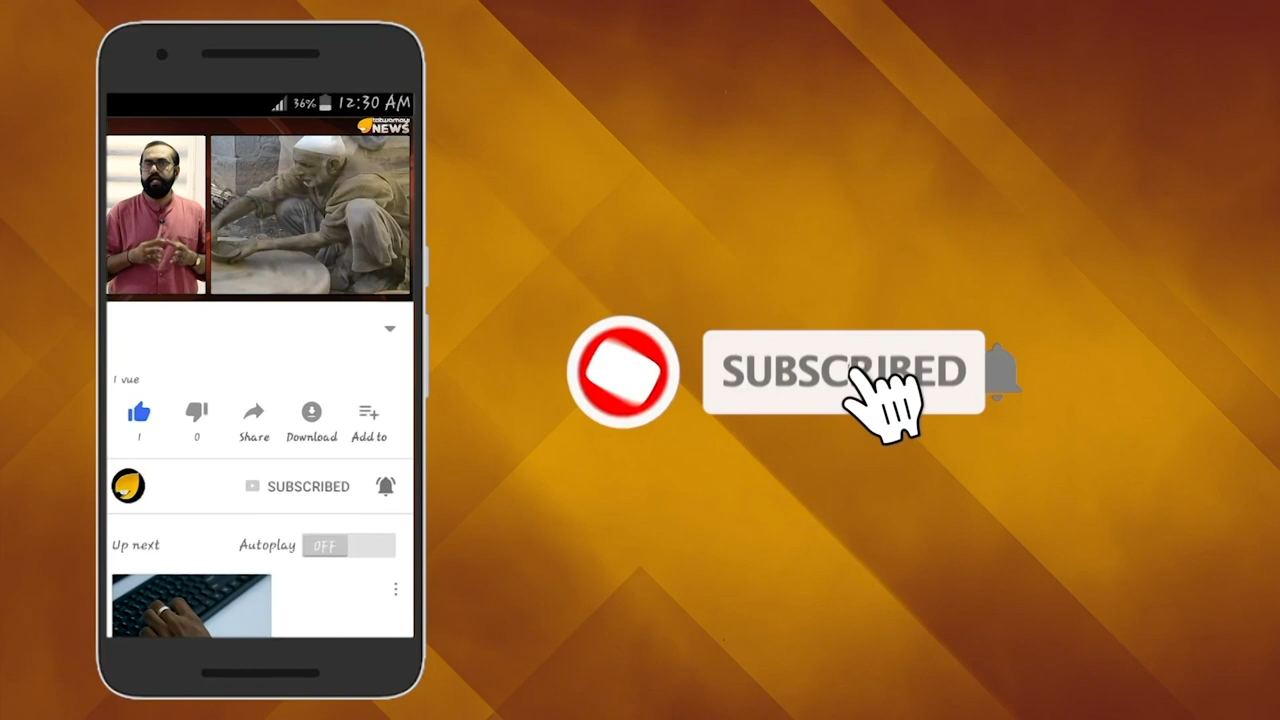 36% 12:30 AM
tatwamayi
NEWS
1 vue
1
0
Share
Download
Add to
SUBSCRIBED
Up next
Autoplay
OFF
SUBSCRIBED